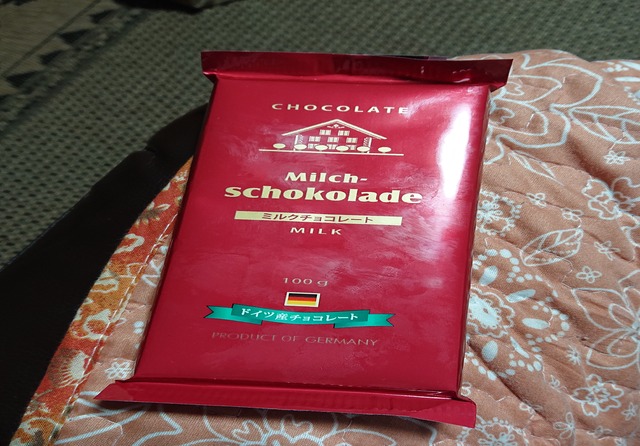 CHOCOLATE
Milch-
schokolade
ミルクチョコレート
MILK
100g
ドイツ産チョコレート
PRODUCT OF GERMANY